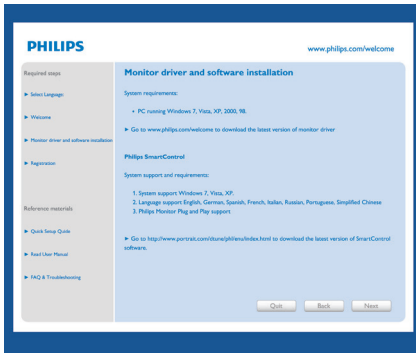 PHILIPS
www.philips.com/welcome
Required steps
Select Language:
Welcome
Monitor driver and software installation
Registration
Reference materials
Quick Setup Quide
Read User Manual
FAQ & Troubleshooting
Monitor driver and software installation
System requirements:
• PC running Windows 7, Vista, XP, 2000, 98.
Go to www.philips.com/welcome to download the latest version of monitor driver
Philips SmartControl
System support and requirements:
1. System support Windows 7, Vista, XP.
2. Language support English, German, Spanish, French, Italian, Russian, Portuguese, Simplified Chinese
3. Philips Monitor Plug and Play support
Go to http://www.portrait.com/dtune/phl/enu/index.html to download the latest version of SmartControl
software.
Quit
Back
Next